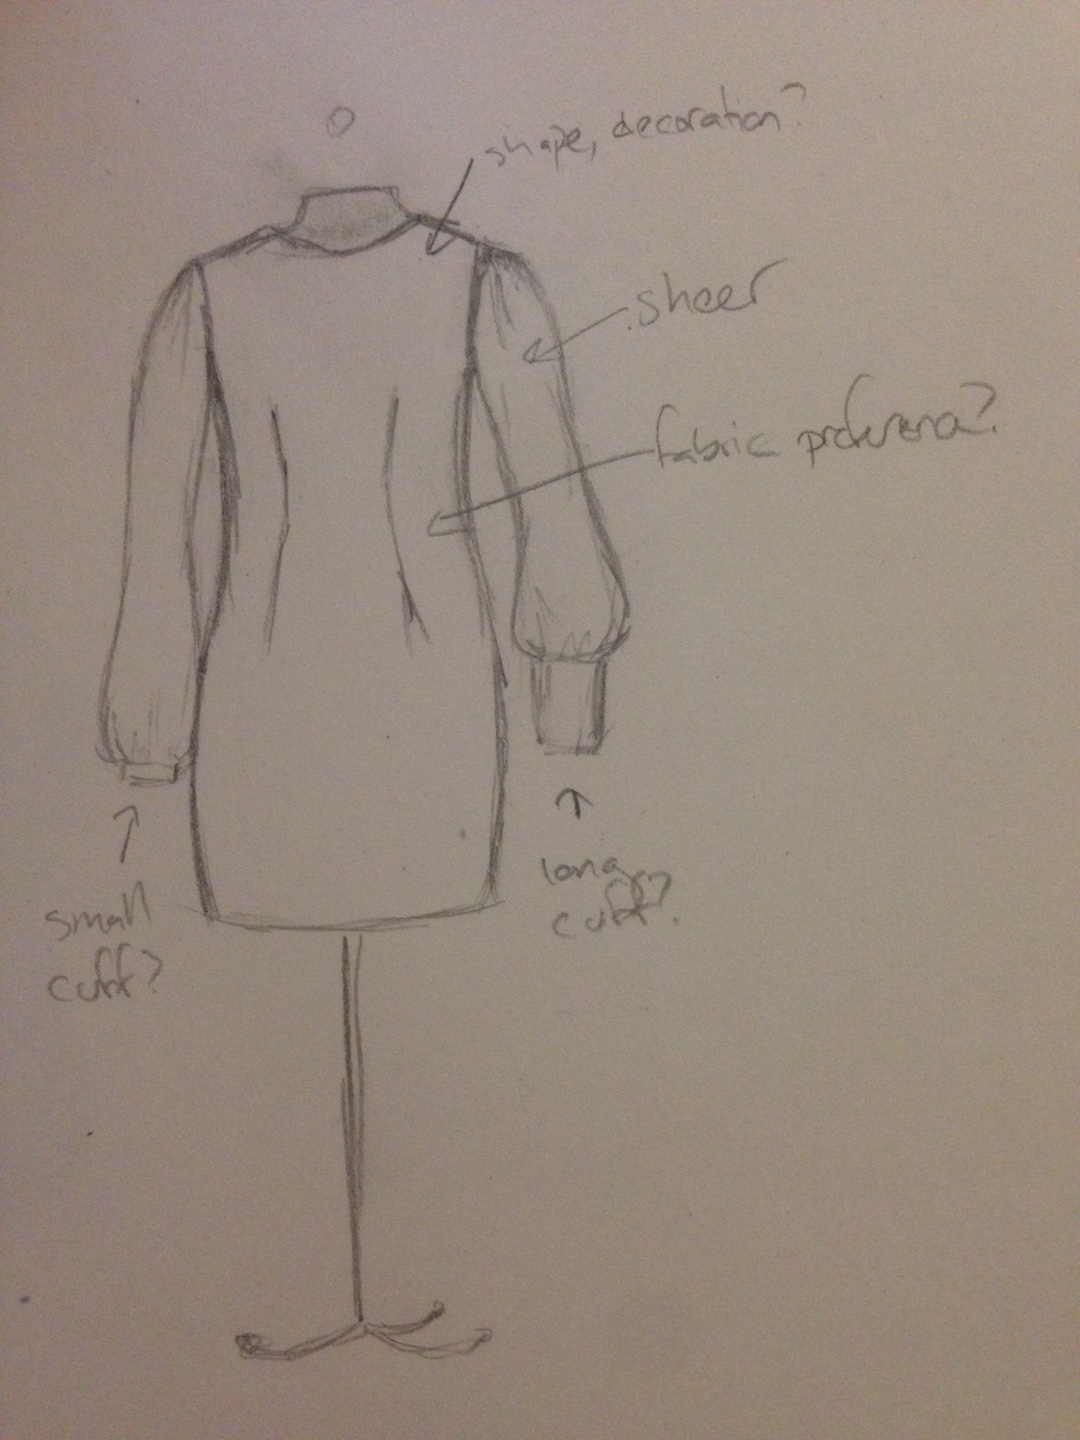 shape, decoration?
sheer
fabric preference?
small
cuff?
long
cuff?